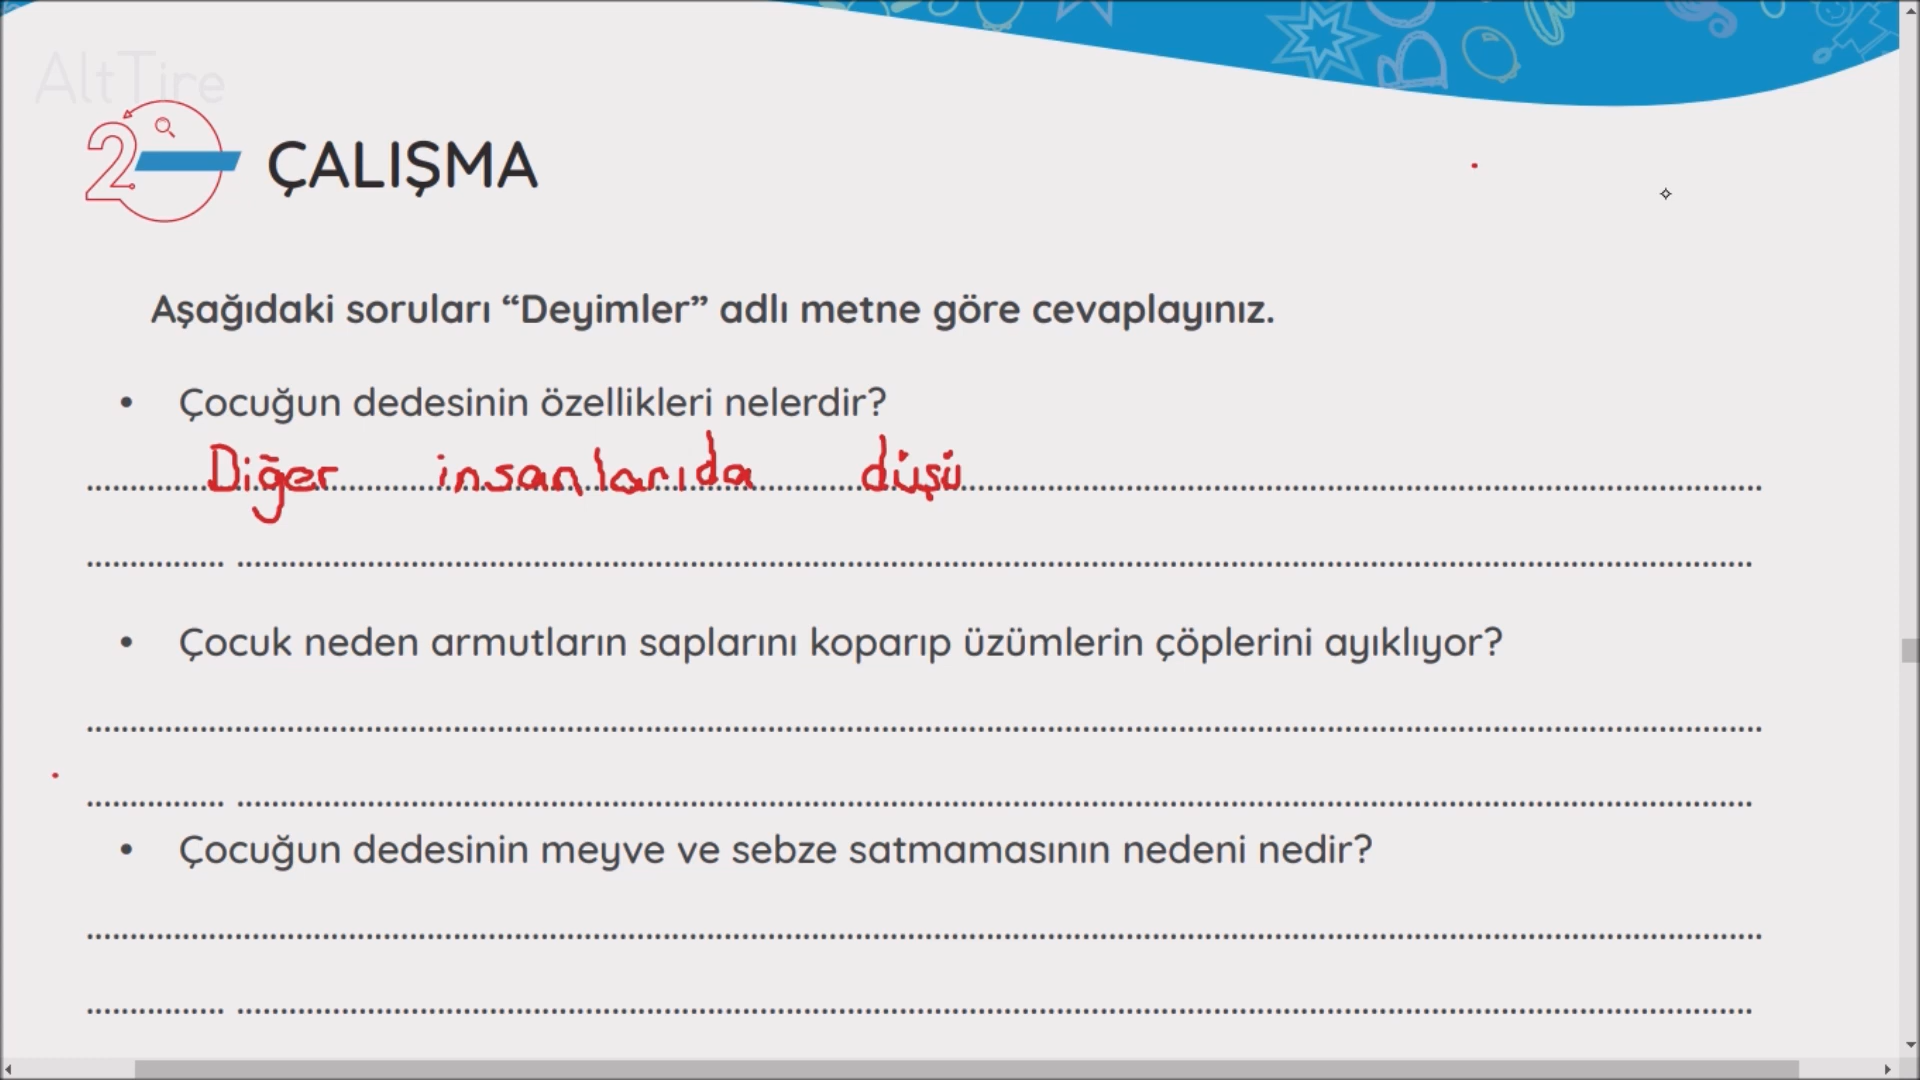 AltTire
2. ÇALIŞMA
Aşağıdaki soruları “Deyimler” adlı metne göre cevaplayınız.
• Çocuğun dedesinin özellikleri nelerdir?
Diğer insanlarıda düşü
• Çocuk neden armutların saplarını koparıp üzümlerin çöplerini ayıklıyor?
• Çocuğun dedesinin meyve ve sebze satmamasının nedeni nedir?